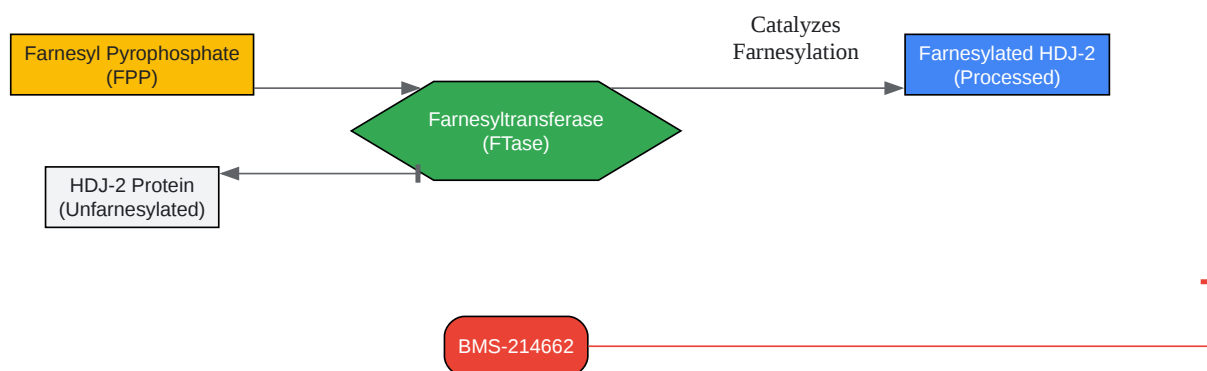 Catalyzes
Farnesylation
Farnesyl Pyrophosphate
(FPP)
Farnesylated HDJ-2
(Processed)
Farnesyltransferase
(FTase)
HDJ-2 Protein
(Unfarnesylated)
BMS-214662